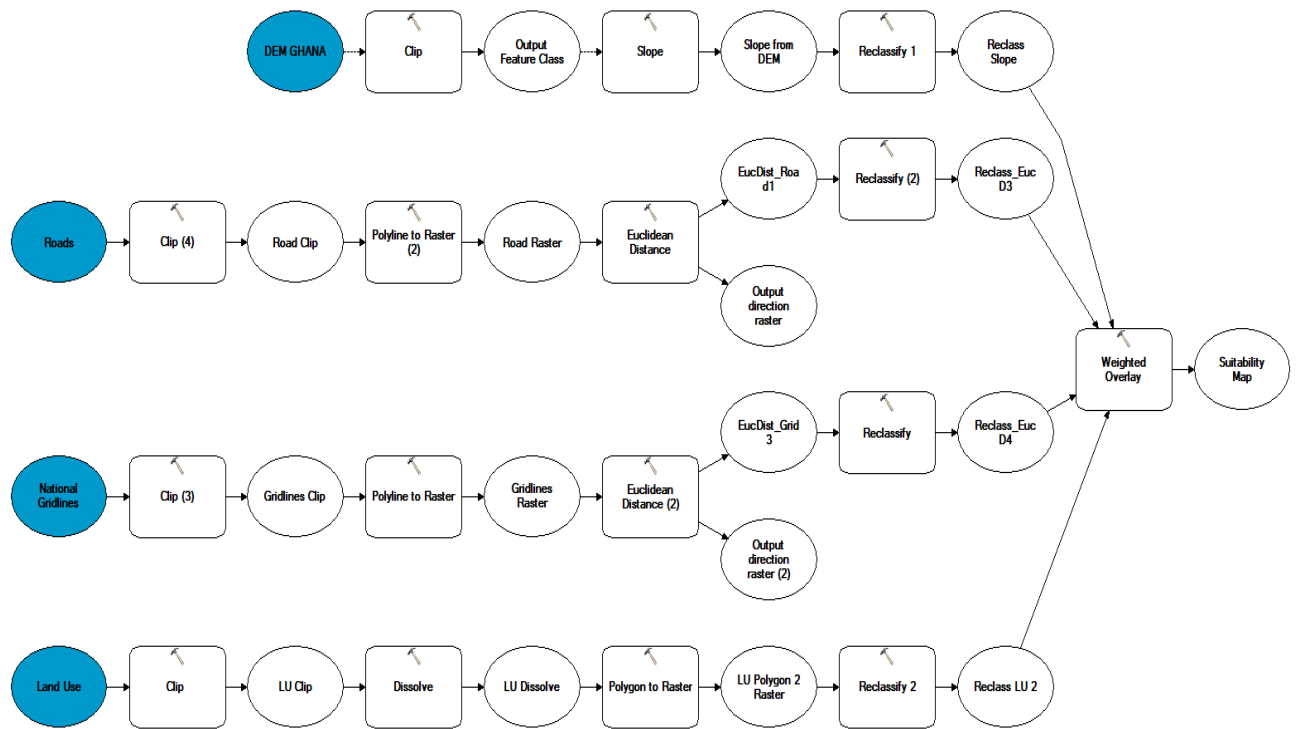 DEM GHANA
Clip
Output
Feature Class
Slope
Slope from
DEM
Reclassify 1
Reclass
Slope
EucDist_Roa
d1
Reclassify (2)
Reclass_Euc
D3
Roads
Clip (4)
Road Clip
Polyline to Raster
(2)
Road Raster
Euclidean
Distance
Output
direction
raster
Weighted
Overlay
Suitability
Map
EucDist_Grid
3
Reclassify
Reclass_Euc
D4
National
Gridlines
Clip (3)
Gridlines Clip
Polyline to Raster
Gridlines
Raster
Euclidean
Distance (2)
Output
direction
raster (2)
Land Use
Clip
LU Clip
Dissolve
LU Dissolve
Polygon to Raster
LU Polygon 2
Raster
Reclassify 2
Reclass LU 2